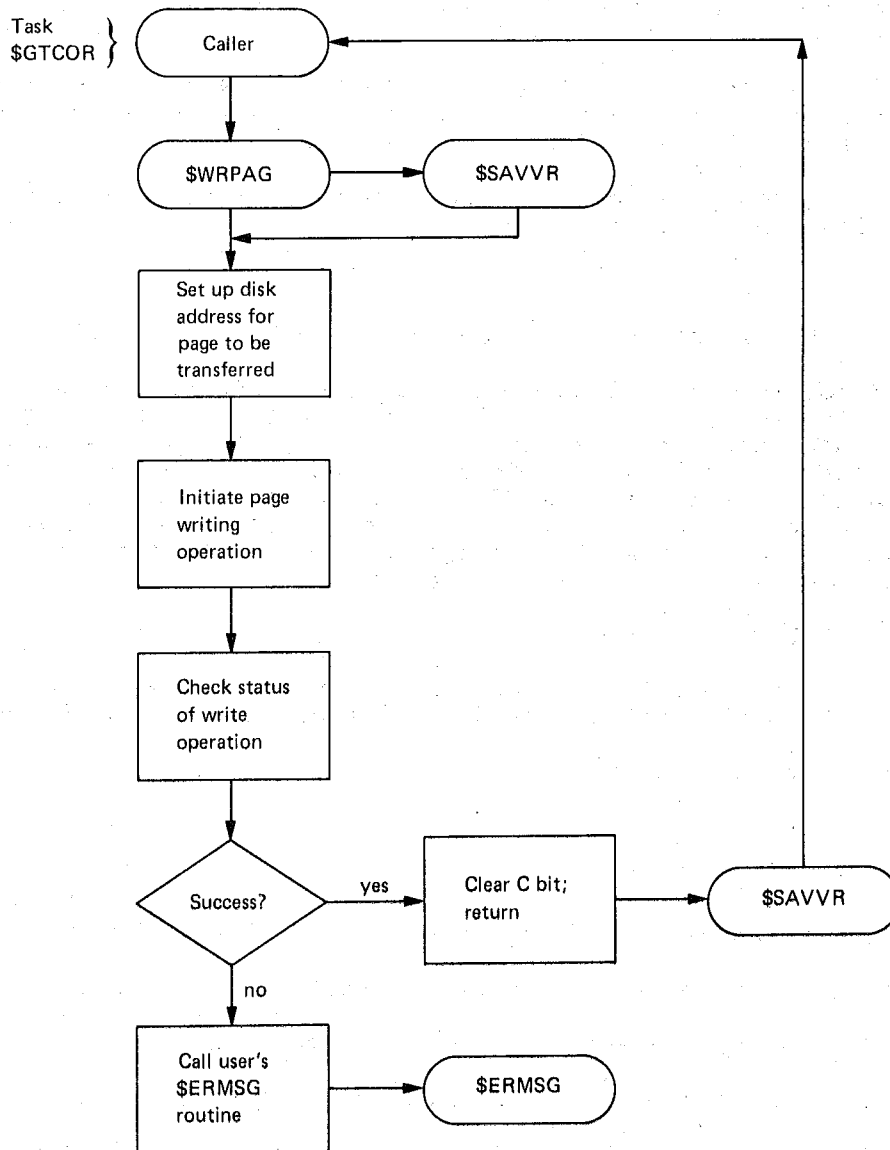 Task
$GTCOR
Caller
$WRPAG
$SAVVR
Set up disk
address for
page to be
transferred
Initiate page
writing
operation
Check status
of write
operation
Success?
yes
Clear C bit;
return
$SAVVR
no
Call user's
$ERMSG
routine
$ERMSG